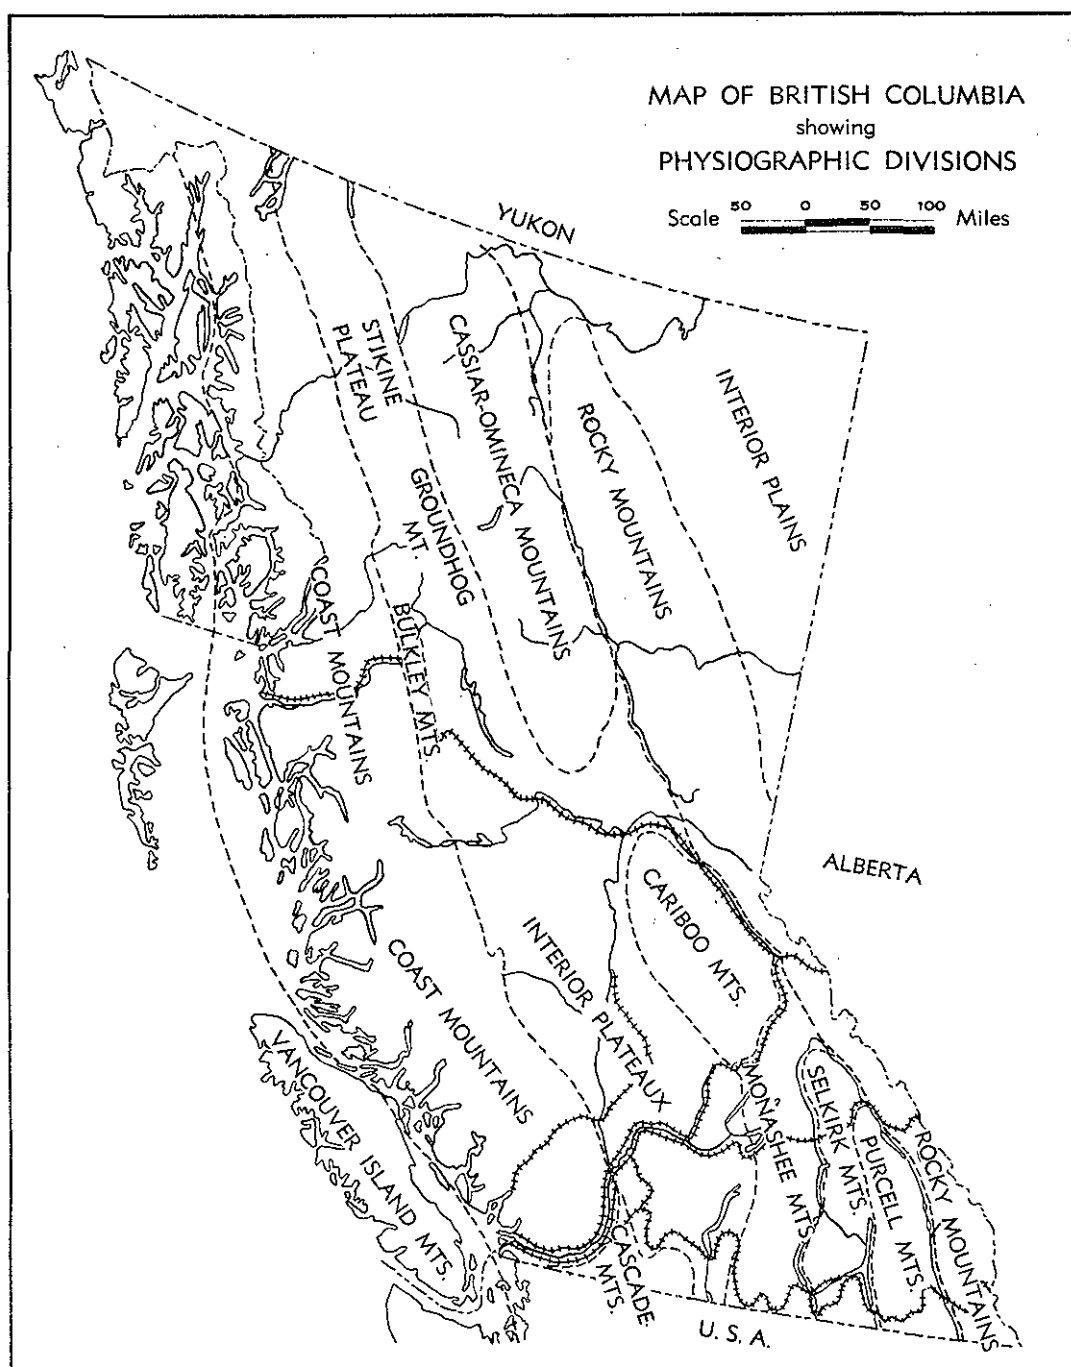 MAP OF BRITISH COLUMBIA
showing
PHYSIOGRAPHIC DIVISIONS
Scale 50 0 50 100 Miles
YUKON
STIKINE
PLATEAU
CASSIAR-OMINECA MOUNTAINS
ROCKY MOUNTAINS
INTERIOR PLAINS
GROUNDHOG
MT.
COAST MOUNTAINS
BULKLEY MTS.
ALBERTA
CARIBOO MTS.
INTERIOR PLATEAUX
COAST MOUNTAINS
VANCOUVER ISLAND MTS.
MONASHEE MTS.
SELKIRK MTS.
PURCELL MTS.
ROCKY MOUNTAINS
CASCADE
MTS.
U. S. A.